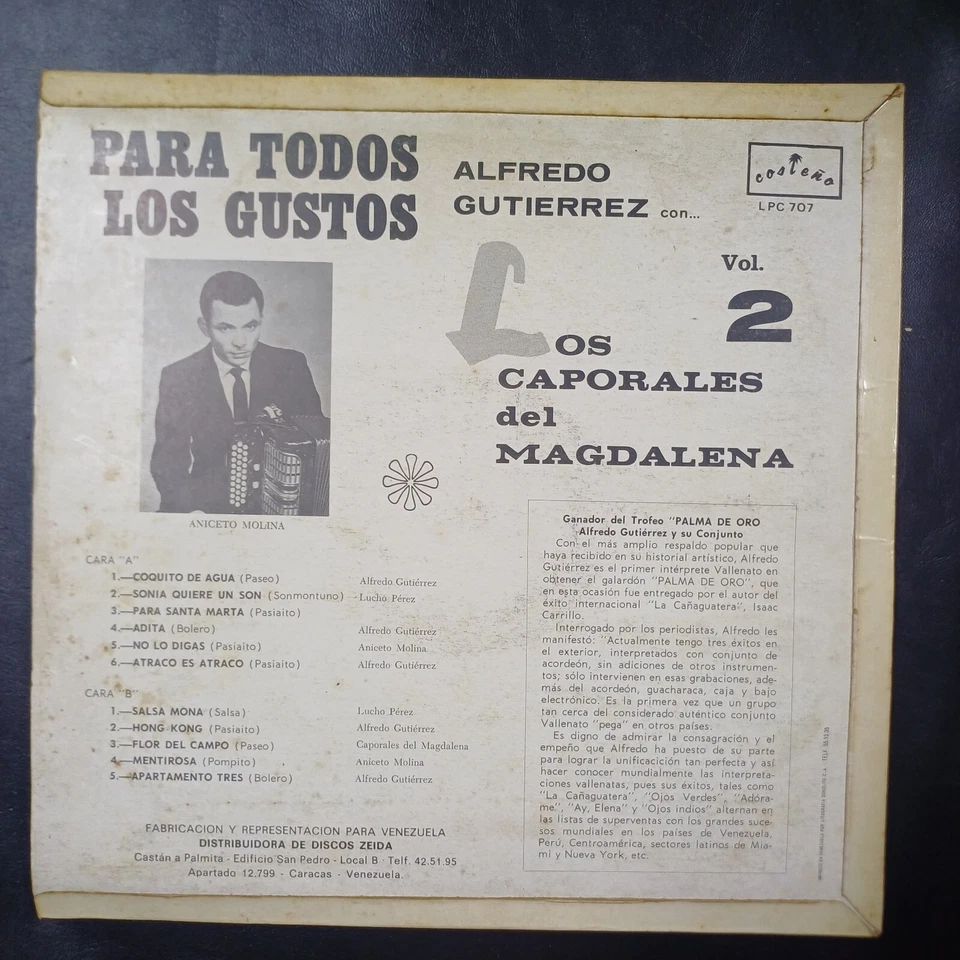 PARA TODOS
LOS GUSTOS
ALFREDO
GUTIERREZ con...
costeño
LPC 707
Vol.
2
Los
CAPORALES
del
MAGDALENA
ANICETO MOLINA
CARA "A"
1.—COQUITO DE AGUA (Paseo) Alfredo Gutiérrez
2.—SONIA QUIERE UN SON (Sonmontuno) Lucho Pérez
3.—PARA SANTA MARTA (Pasiaito)
4.—ADITA (Bolero) Alfredo Gutiérrez
5.—NO LO DIGAS (Pasiaito) Aniceto Molina
6.—ATRACO ES ATRACO (Pasiaito) Alfredo Gutiérrez
CARA "B"
1.—SALSA MONA (Salsa) Lucho Pérez
2.—HONG KONG (Pasiaito) Alfredo Gutiérrez
3.—FLOR DEL CAMPO (Paseo) Caporales del Magdalena
4.—MENTIROSA (Pompito) Aniceto Molina
5.—APARTAMENTO TRES (Bolero) Alfredo Gutiérrez
FABRICACION Y REPRESENTACION PARA VENEZUELA
DISTRIBUIDORA DE DISCOS ZEIDA
Castán a Palmita - Edificio San Pedro - Local B - Telf. 42.51.95
Apartado 12.799 - Caracas - Venezuela.
Ganador del Trofeo "PALMA DE ORO
Alfredo Gutiérrez y su Conjunto
Con el más amplio respaldo popular que
haya recibido en su historial artístico, Alfredo
Gutiérrez es el primer intérprete Vallenato en
obtener el galardón "PALMA DE ORO", que
en esta ocasión fue entregado por el autor del
éxito internacional "La Cañaguatera", Isaac
Carrillo.
Interrogado por los periodistas, Alfredo les
manifestó: "Actualmente tengo tres éxitos en
el exterior, interpretados con conjunto de
acordeón, sin adiciones de otros instrumen-
tos; sólo intervienen en esas grabaciones, ade-
más del acordeón, guacharaca, caja y bajo
electrónico. Es la primera vez que un grupo
tan cerca del considerado auténtico conjunto
Vallenato "pega" en otros países.
Es digno de admirar la consagración y el
empeño que Alfredo ha puesto de su parte
para lograr la unificacición tan perfecta y así
hacer conocer mundialmente las interpreta-
ciones vallenatas, pues sus éxitos, tales como
"La Cañaguatera", "Ojos Verdes", "Adóra-
me", "Ay, Elena" y "Ojos indios" alternan en
las listas de superventas con los grandes suce-
sos mundiales en los países de Venezuela,
Perú, Centroamérica, sectores latinos de Mia-
mi y Nueva York, etc.